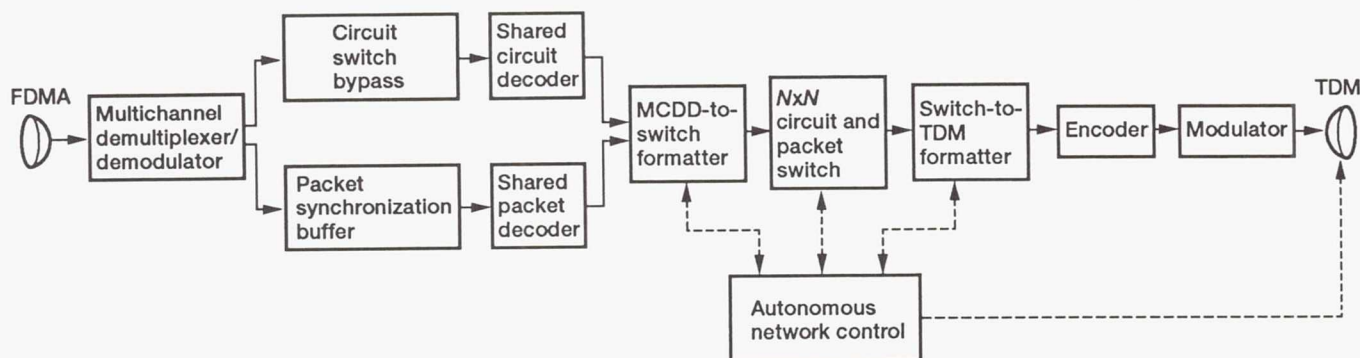 FDMA
Multichannel
demultiplexer/
demodulator
Circuit
switch
bypass
Shared
circuit
decoder
Packet
synchronization
buffer
Shared
packet
decoder
MCDD-to-
switch
formatter
NxN
circuit and
packet
switch
Switch-to-
TDM
formatter
Encoder
Modulator
TDM
Autonomous
network control